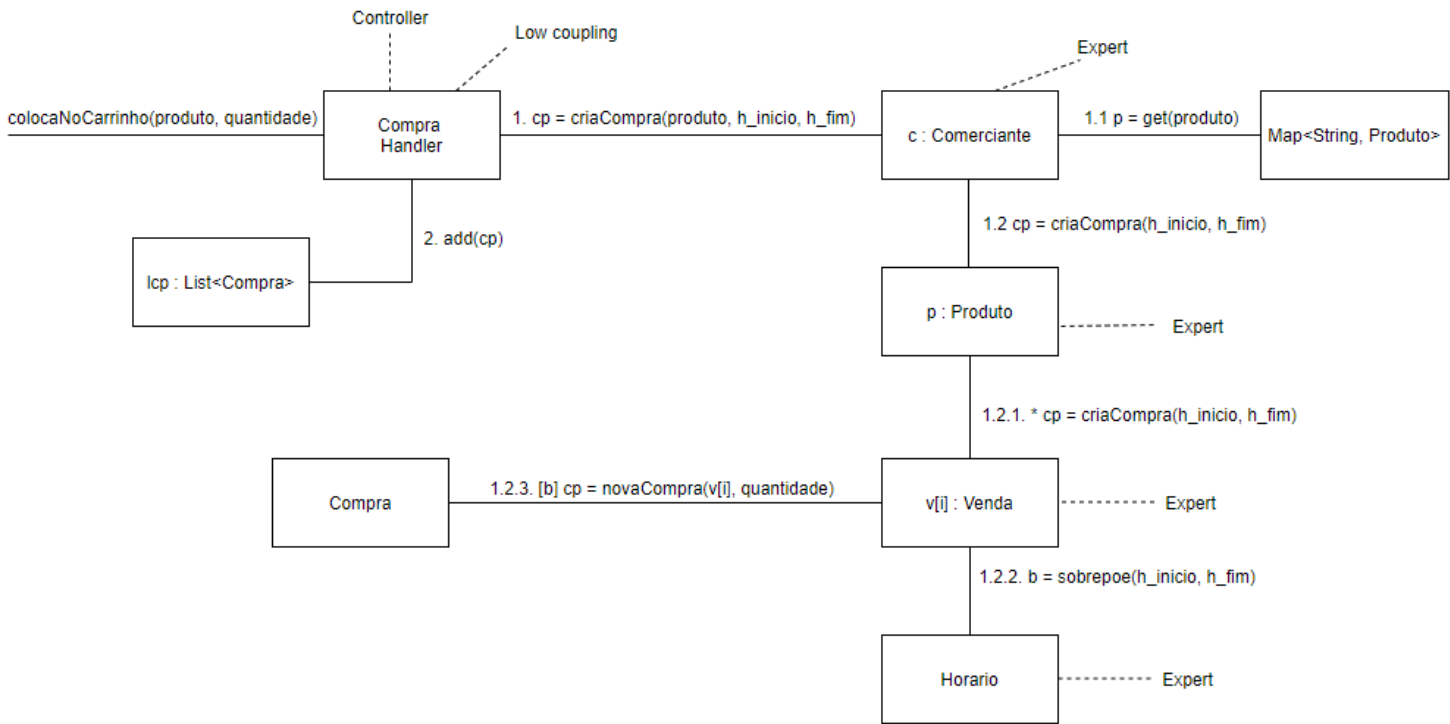 Controller
Low coupling
Expert
colocaNoCarrinho(produto, quantidade)
Compra
Handler
1. cp = criaCompra(produto, h_inicio, h_fim)
c : Comerciante
1.1 p = get(produto)
Map<String, Produto>
1.2 cp = criaCompra(h_inicio, h_fim)
2. add(cp)
lcp : List<Compra>
p : Produto
Expert
1.2.1. * cp = criaCompra(h_inicio, h_fim)
Compra
1.2.3. [b] cp = novaCompra(v[i], quantidade)
v[i] : Venda
Expert
1.2.2. b = sobrepoe(h_inicio, h_fim)
Horario
Expert